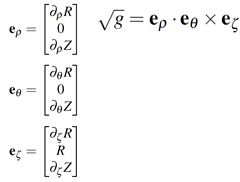 e_ρ = [∂_ρR 0 ∂_ρZ]
√g = e_ρ · e_θ × e_ζ
e_θ = [∂_θR 0 ∂_θZ]
e_ζ = [∂_ζR R ∂_ζZ]